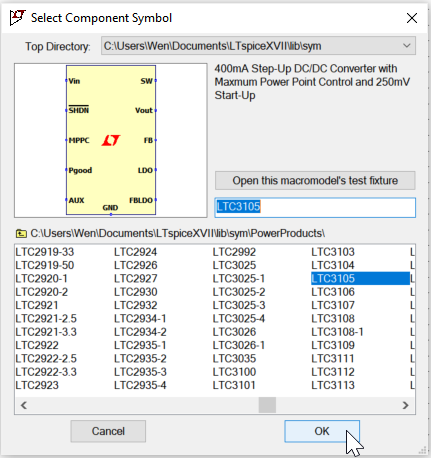 Select Component Symbol
Top Directory: C:\Users\Wen\Documents\LTspiceXVII\lib\sym
400mA Step-Up DC/DC Converter with
Maxmum Power Point Control and 250mV
Start-Up
Vin SW
SHDN Vout
MPPC FB
Pgood LDO
AUX FBLDO
GND
Open this macromodel's test fixture
LTC3105
C:\Users\Wen\Documents\LTspiceXVII\lib\sym\PowerProducts\
LTC2919-33 LTC2924 LTC2992 LTC3103 L
LTC2919-50 LTC2926 LTC3025 LTC3104 L
LTC2920-1 LTC2927 LTC3025-1 LTC3105 L
LTC2920-2 LTC2930 LTC3025-2 LTC3106 L
LTC2921 LTC2932 LTC3025-3 LTC3107 L
LTC2921-2.5 LTC2934-1 LTC3025-4 LTC3108 L
LTC2921-3.3 LTC2934-2 LTC3026 LTC3108-1 L
LTC2922 LTC2935-1 LTC3026-1 LTC3109 L
LTC2922-2.5 LTC2935-2 LTC3035 LTC3111 L
LTC2922-3.3 LTC2935-3 LTC3100 LTC3112 L
LTC2923 LTC2935-4 LTC3101 LTC3113 L
Cancel OK